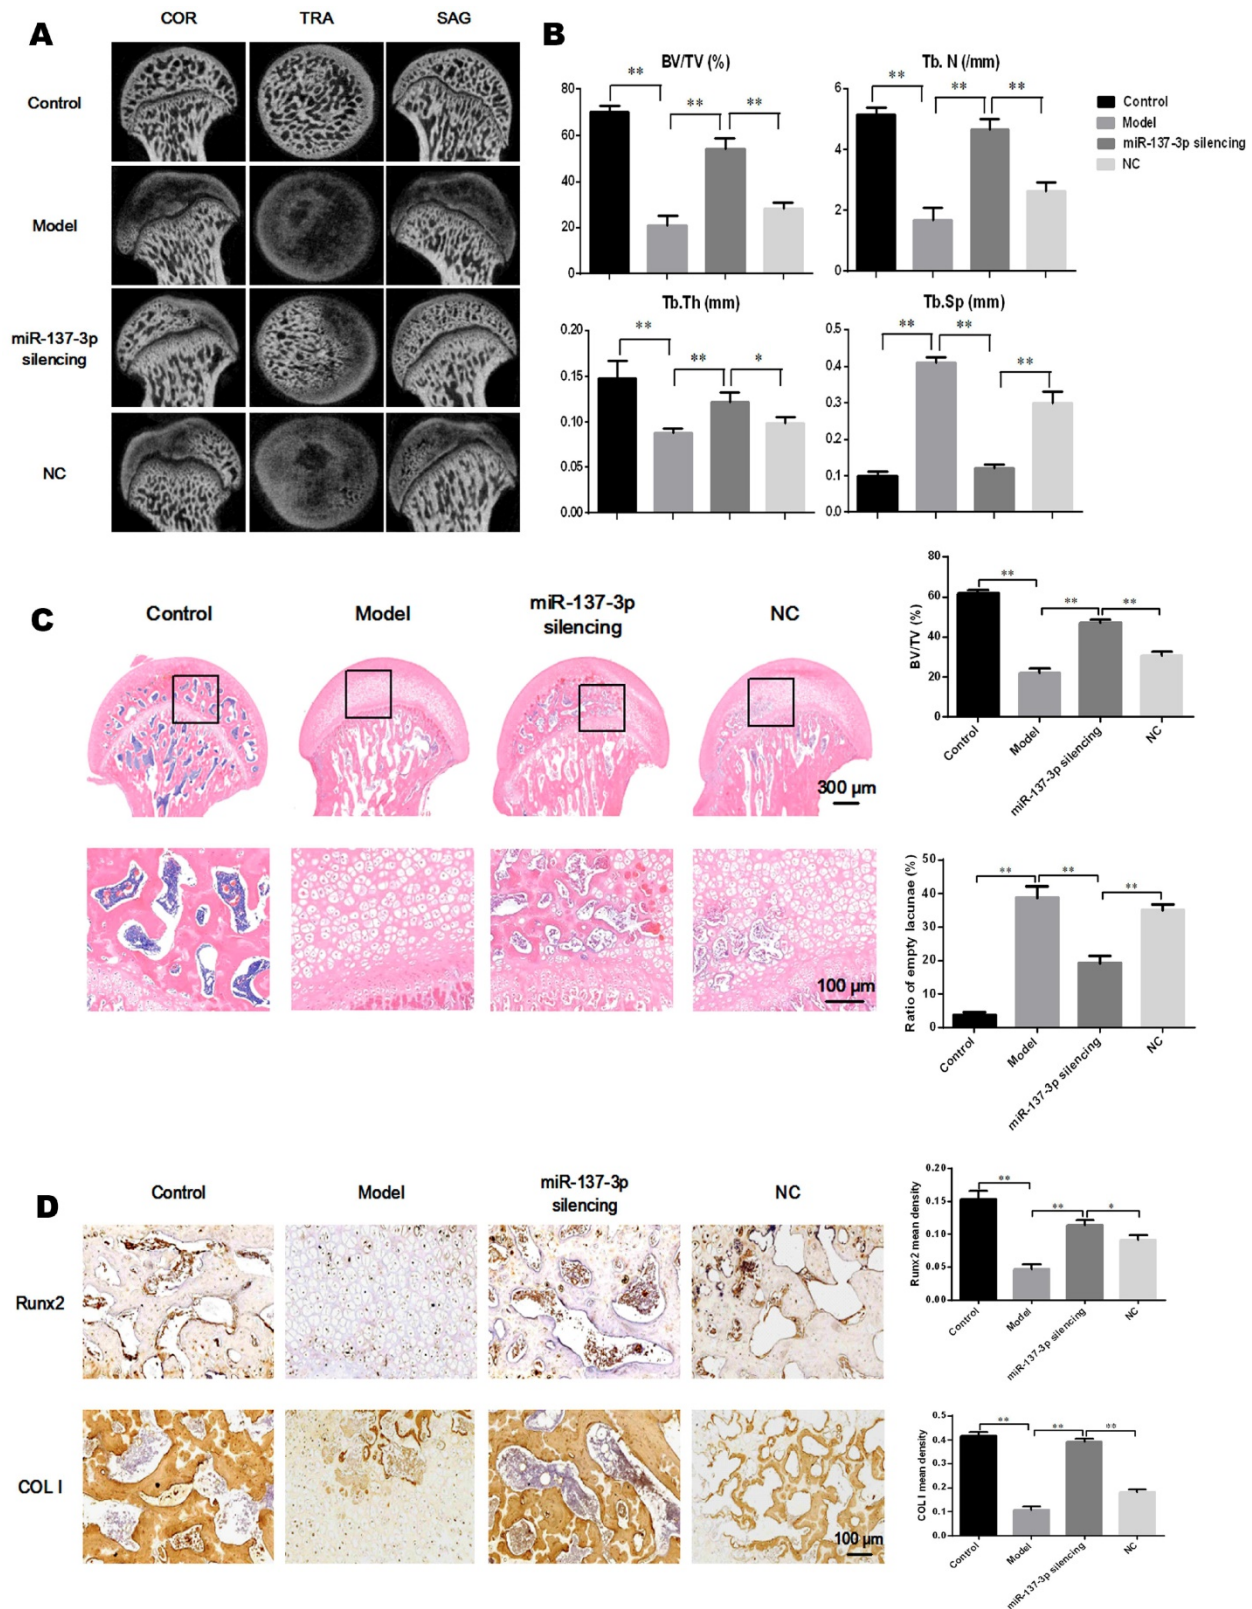 COR TRA SAG
A
Control
Model
miR-137-3p
silencing
NC
B
BV/TV (%)
80
60
40
20
0
** ** **
Tb. N (/mm)
6
4
2
0
** ** **
Control
Model
miR-137-3p silencing
NC
Tb.Th (mm)
0.20
0.15
0.10
0.05
0.00
** ** *
Tb.Sp (mm)
0.5
0.4
0.3
0.2
0.1
0.0
** ** **
C
Control Model miR-137-3p
silencing NC
300 µm
100 µm
BV/TV (%)
80
60
40
20
0
** ** **
Control Model miR-137-3p silencing NC
Ratio of empty lacunae (%)
50
40
30
20
10
0
** ** **
Control Model miR-137-3p silencing NC
D
Control Model miR-137-3p
silencing NC
Runx2
COL I
100 µm
Runx2 mean density
0.20
0.15
0.10
0.05
0.00
** ** *
Control Model miR-137-3p silencing NC
COL I mean density
0.5
0.4
0.3
0.2
0.1
0.0
** ** **
Control Model miR-137-3p silencing NC